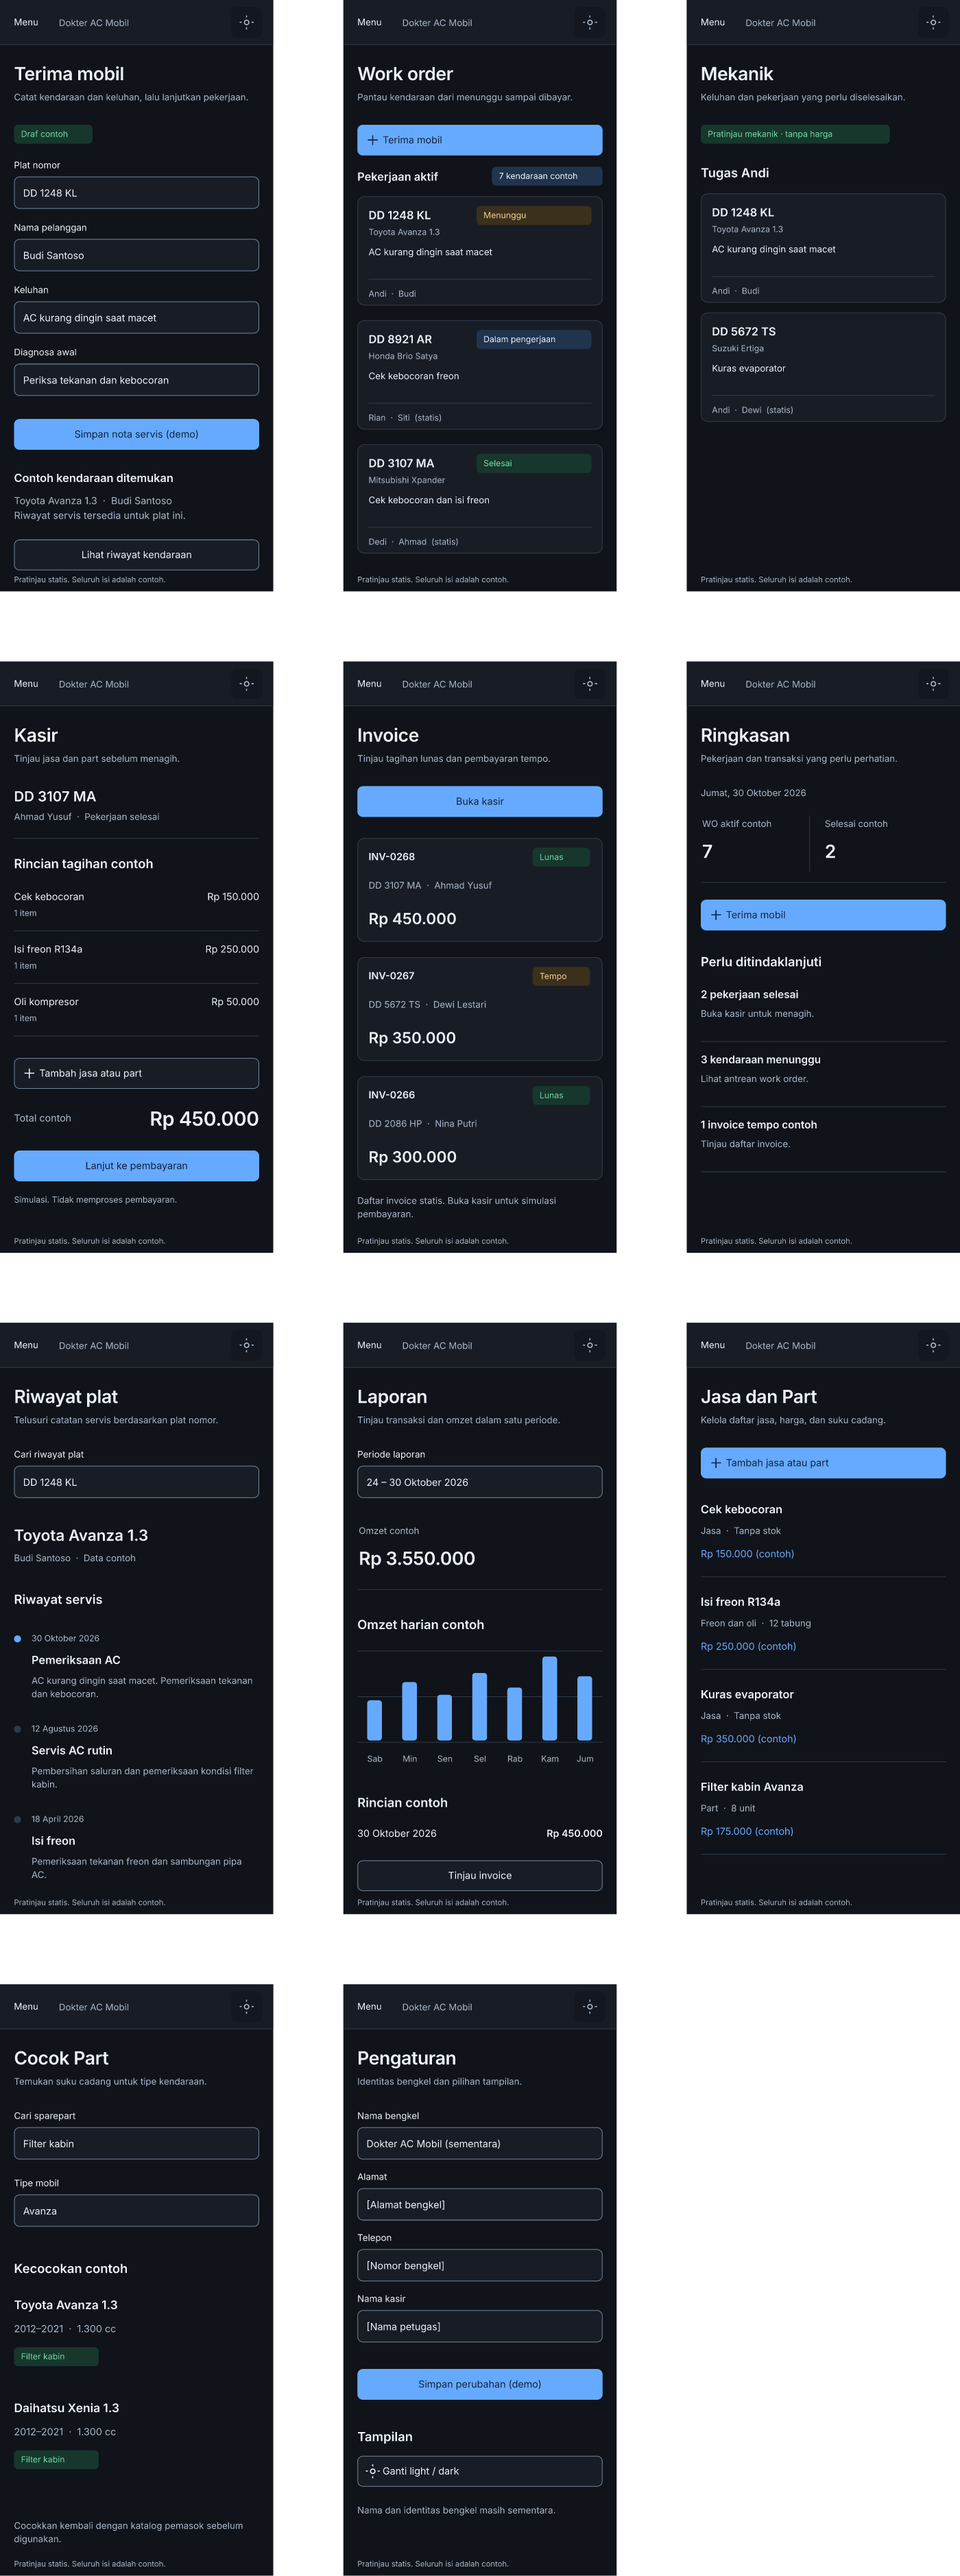 Menu Dokter AC Mobil
Terima mobil
Catat kendaraan dan keluhan, lalu lanjutkan pekerjaan.
Draf contoh
Plat nomor
DD 1248 KL
Nama pelanggan
Budi Santoso
Keluhan
AC kurang dingin saat macet
Diagnosa awal
Periksa tekanan dan kebocoran
Simpan nota servis (demo)
Contoh kendaraan ditemukan
Toyota Avanza 1.3 · Budi Santoso
Riwayat servis tersedia untuk plat ini.
Lihat riwayat kendaraan
Pratinjau statis. Seluruh isi adalah contoh.
Menu Dokter AC Mobil
Work order
Pantau kendaraan dari menunggu sampai dibayar.
Terima mobil
Pekerjaan aktif 7 kendaraan contoh
DD 1248 KL Menunggu
Toyota Avanza 1.3
AC kurang dingin saat macet
Andi · Budi
DD 8921 AR Dalam pengerjaan
Honda Brio Satya
Cek kebocoran freon
Rian · Siti (statis)
DD 3107 MA Selesai
Mitsubishi Xpander
Cek kebocoran dan isi freon
Dedi · Ahmad (statis)
Pratinjau statis. Seluruh isi adalah contoh.
Menu Dokter AC Mobil
Mekanik
Keluhan dan pekerjaan yang perlu diselesaikan.
Pratinjau mekanik · tanpa harga
Tugas Andi
DD 1248 KL
Toyota Avanza 1.3
AC kurang dingin saat macet
Andi · Budi
DD 5672 TS
Suzuki Ertiga
Kuras evaporator
Andi · Dewi (statis)
Pratinjau statis. Seluruh isi adalah contoh.
Menu Dokter AC Mobil
Kasir
Tinjau jasa dan part sebelum menagih.
DD 3107 MA
Ahmad Yusuf · Pekerjaan selesai
Rincian tagihan contoh
Cek kebocoran Rp 150.000
1 item
Isi freon R134a Rp 250.000
1 item
Oli kompresor Rp 50.000
1 item
Tambah jasa atau part
Total contoh Rp 450.000
Lanjut ke pembayaran
Simulasi. Tidak memproses pembayaran.
Pratinjau statis. Seluruh isi adalah contoh.
Menu Dokter AC Mobil
Invoice
Tinjau tagihan lunas dan pembayaran tempo.
Buka kasir
INV-0268 Lunas
DD 3107 MA · Ahmad Yusuf
Rp 450.000
INV-0267 Tempo
DD 5672 TS · Dewi Lestari
Rp 350.000
INV-0266 Lunas
DD 2086 HP · Nina Putri
Rp 300.000
Daftar invoice statis. Buka kasir untuk simulasi
pembayaran.
Pratinjau statis. Seluruh isi adalah contoh.
Menu Dokter AC Mobil
Ringkasan
Pekerjaan dan transaksi yang perlu perhatian.
Jumat, 30 Oktober 2026
WO aktif contoh Selesai contoh
7 2
Terima mobil
Perlu ditindaklanjuti
2 pekerjaan selesai
Buka kasir untuk menagih.
3 kendaraan menunggu
Lihat antrean work order.
1 invoice tempo contoh
Tinjau daftar invoice.
Pratinjau statis. Seluruh isi adalah contoh.
Menu Dokter AC Mobil
Riwayat plat
Telusuri catatan servis berdasarkan plat nomor.
Cari riwayat plat
DD 1248 KL
Toyota Avanza 1.3
Budi Santoso · Data contoh
Riwayat servis
30 Oktober 2026
Pemeriksaan AC
AC kurang dingin saat macet. Pemeriksaan tekanan
dan kebocoran.
12 Agustus 2026
Servis AC rutin
Pembersihan saluran dan pemeriksaan kondisi filter
kabin.
18 April 2026
Isi freon
Pemeriksaan tekanan freon dan sambungan pipa
AC.
Pratinjau statis. Seluruh isi adalah contoh.
Menu Dokter AC Mobil
Laporan
Tinjau transaksi dan omzet dalam satu periode.
Periode laporan
24 – 30 Oktober 2026
Omzet contoh
Rp 3.550.000
Omzet harian contoh
Sab Min Sen Sel Rab Kam Jum
Rincian contoh
30 Oktober 2026 Rp 450.000
Tinjau invoice
Pratinjau statis. Seluruh isi adalah contoh.
Menu Dokter AC Mobil
Jasa dan Part
Kelola daftar jasa, harga, dan suku cadang.
Tambah jasa atau part
Cek kebocoran
Jasa · Tanpa stok
Rp 150.000 (contoh)
Isi freon R134a
Freon dan oli · 12 tabung
Rp 250.000 (contoh)
Kuras evaporator
Jasa · Tanpa stok
Rp 350.000 (contoh)
Filter kabin Avanza
Part · 8 unit
Rp 175.000 (contoh)
Pratinjau statis. Seluruh isi adalah contoh.
Menu Dokter AC Mobil
Cocok Part
Temukan suku cadang untuk tipe kendaraan.
Cari sparepart
Filter kabin
Tipe mobil
Avanza
Kecocokan contoh
Toyota Avanza 1.3
2012–2021 · 1.300 cc
Filter kabin
Daihatsu Xenia 1.3
2012–2021 · 1.300 cc
Filter kabin
Cocokkan kembali dengan katalog pemasok sebelum
digunakan.
Pratinjau statis. Seluruh isi adalah contoh.
Menu Dokter AC Mobil
Pengaturan
Identitas bengkel dan pilihan tampilan.
Nama bengkel
Dokter AC Mobil (sementara)
Alamat
[Alamat bengkel]
Telepon
[Nomor bengkel]
Nama kasir
[Nama petugas]
Simpan perubahan (demo)
Tampilan
Ganti light / dark
Nama dan identitas bengkel masih sementara.
Pratinjau statis. Seluruh isi adalah contoh.